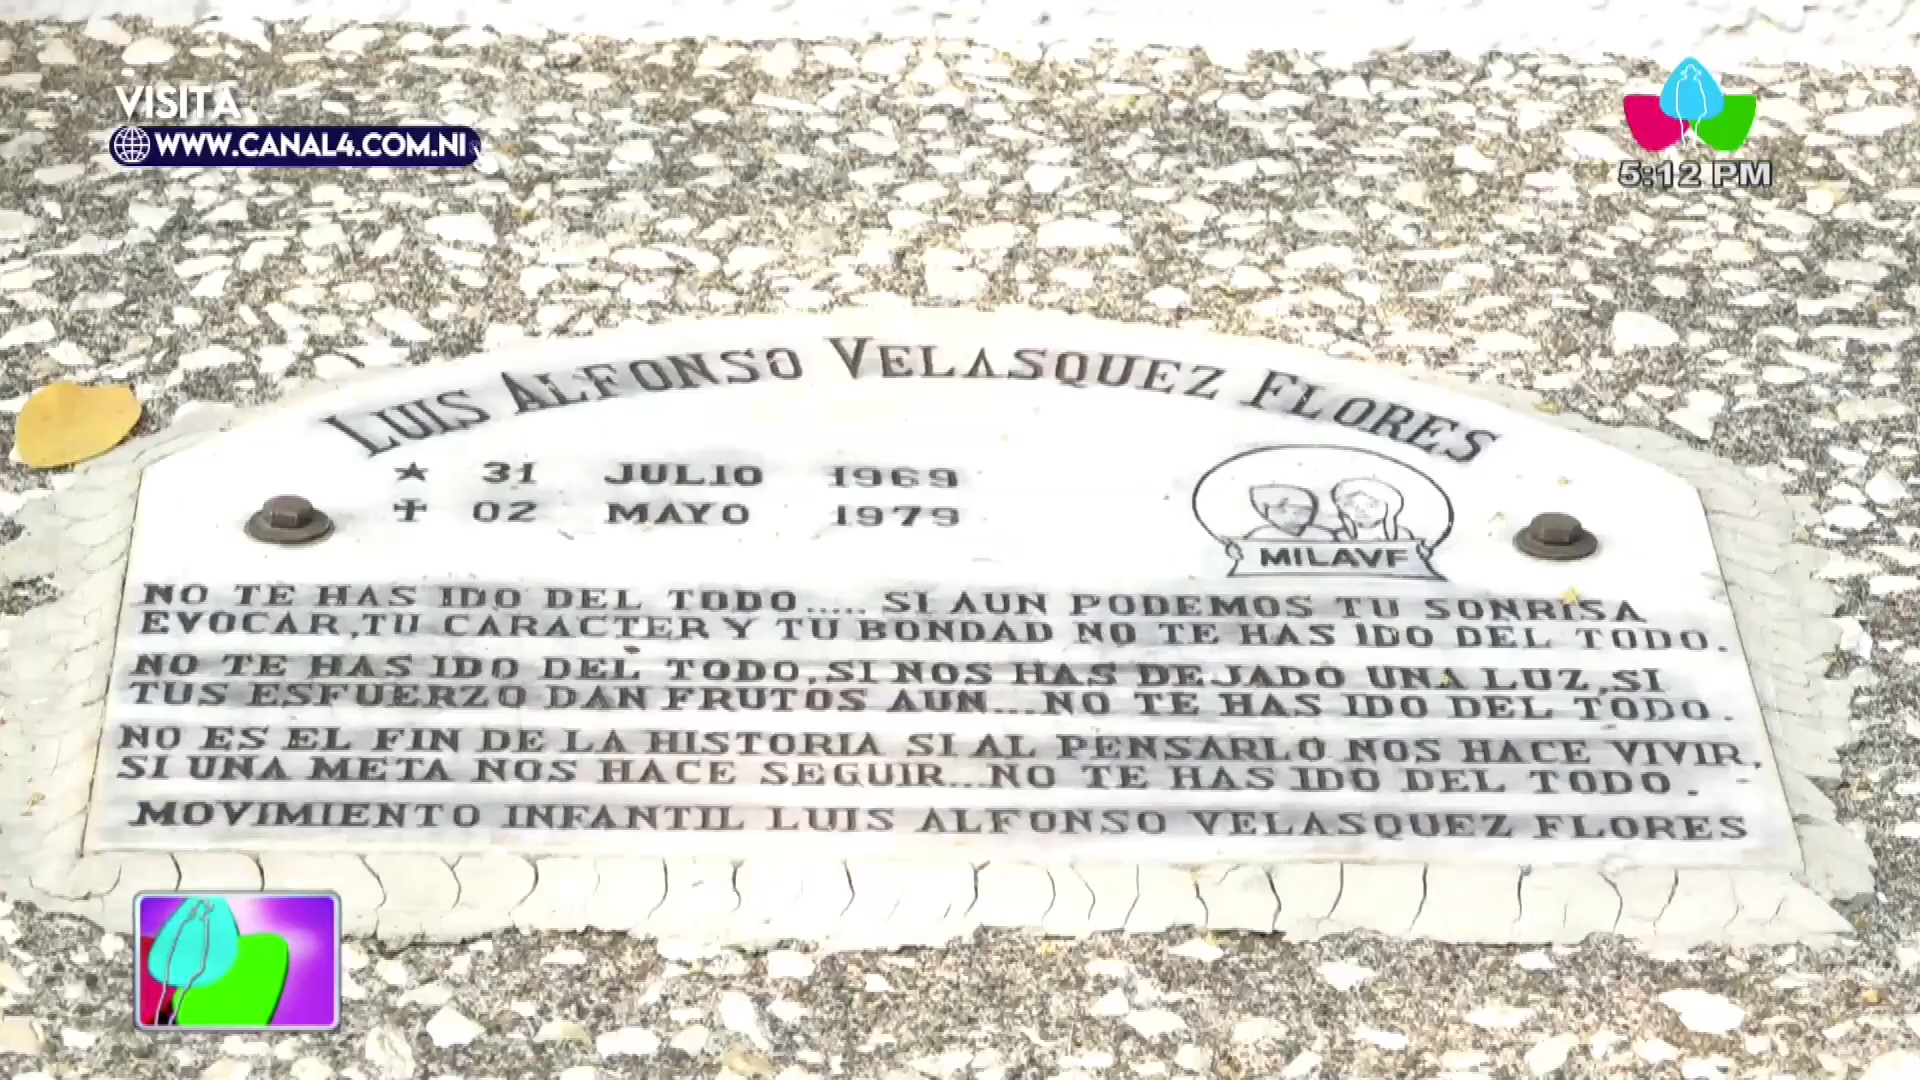 VISITA
WWW.CANAL4.COM.NI
5:12 PM
LUIS ALFONSO VELASQUEZ FLORES
31 JULIO 1969
02 MAYO 1979
MILAVF
NO TE HAS IDO DEL TODO..... SI AUN PODEMOS TU SONRISA
EVOCAR,TU CARACTER Y TU BONDAD NO TE HAS IDO DEL TODO.
NO TE HAS IDO DEL TODO,SI NOS HAS DEJADO UNA LUZ,SI
TUS ESFUERZO DAN FRUTOS AUN...NO TE HAS IDO DEL TODO.
NO ES EL FIN DE LA HISTORIA SI AL PENSARLO NOS HACE VIVIR,
SI UNA META NOS HACE SEGUIR...NO TE HAS IDO DEL TODO.
MOVIMIENTO INFANTIL LUIS ALFONSO VELASQUEZ FLORES